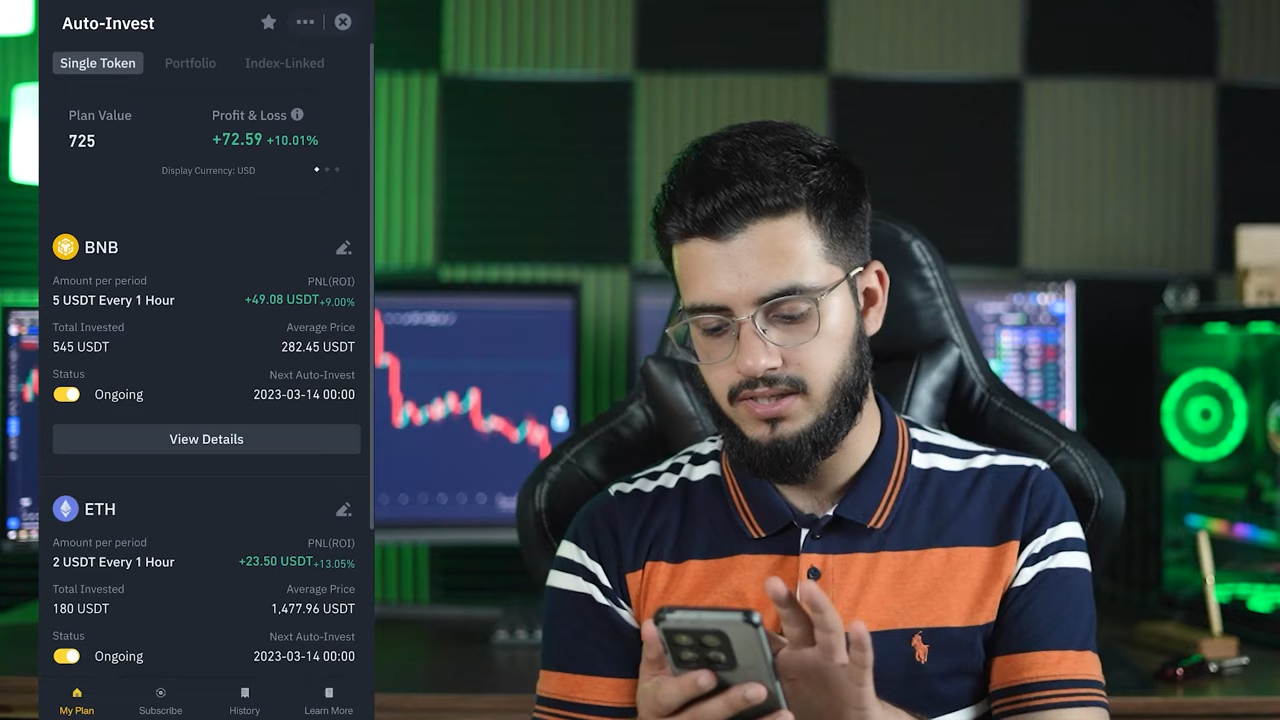 Auto-Invest
Single Token Portfolio Index-Linked
Plan Value Profit & Loss
725 +72.59 +10.01%
Display Currency: USD
BNB
Amount per period PNL(ROI)
5 USDT Every 1 Hour +49.08 USDT+9.00%
Total Invested Average Price
545 USDT 282.45 USDT
Status Next Auto-Invest
Ongoing 2023-03-14 00:00
View Details
ETH
Amount per period PNL(ROI)
2 USDT Every 1 Hour +23.50 USDT+13.05%
Total Invested Average Price
180 USDT 1,477.96 USDT
Status Next Auto-Invest
Ongoing 2023-03-14 00:00
My Plan Subscribe History Learn More